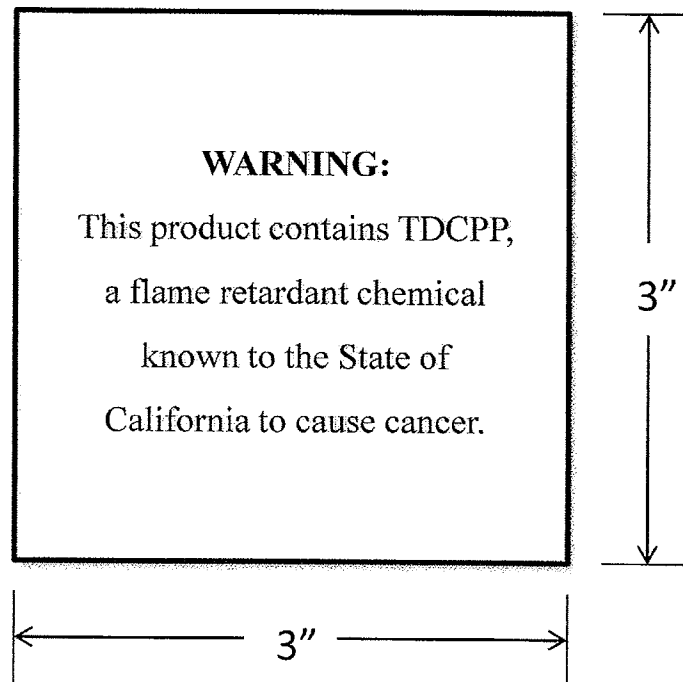 WARNING:
This product contains TDCPP,
a flame retardant chemical
known to the State of
California to cause cancer.
3"
3"